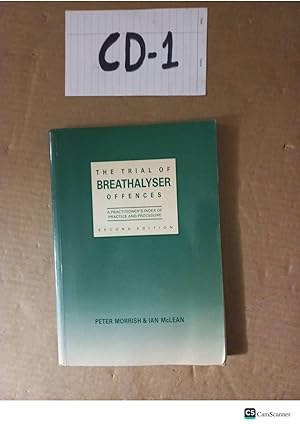 CD-1
THE TRIAL OF
BREATHALYSER
OFFENCES
A PRACTITIONER'S INDEX OF
PRACTICE AND PROCEDURE
SECOND EDITION
PETER MORRISH & IAN McLEAN
CS CamScanner